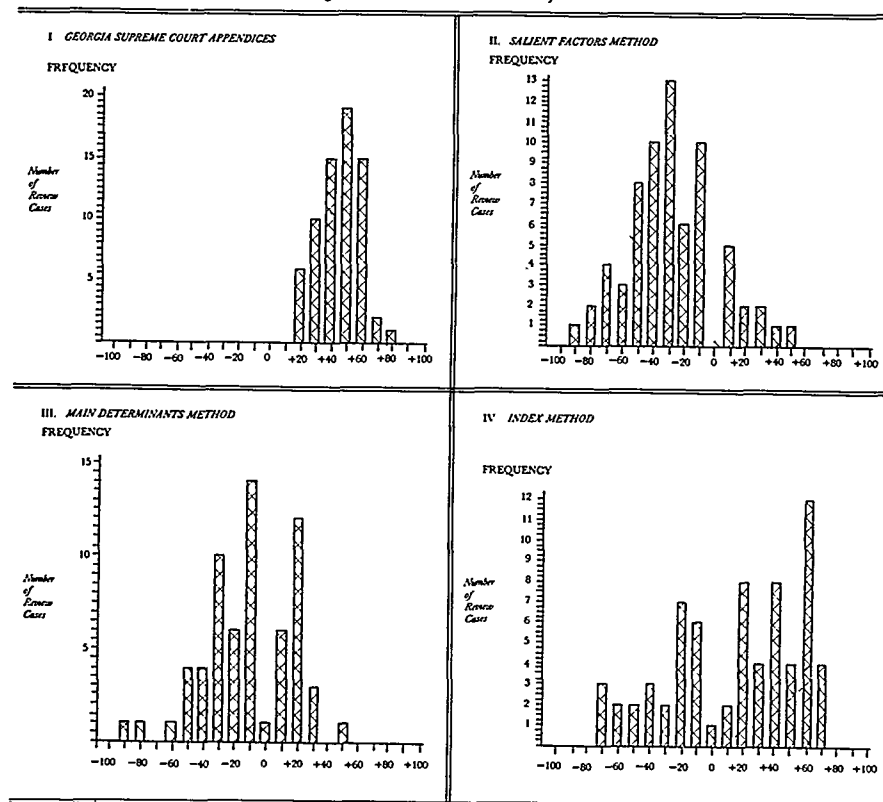 I GEORGIA SUPREME COURT APPENDICES
FREQUENCY
20
15
10
5
Number
of
Review
Cases
-100 -80 -60 -40 -20 0 +20 +40 +60 +80 +100
II. SALIENT FACTORS METHOD
FREQUENCY
13
12
11
10
9
8
3
7
6
5
4
3
2
1
Number
of
Review
Cases
-100 -80 -60 -40 -20 0 +20 +40 +60 +80 +100
III. MAIN DETERMINANTS METHOD
FREQUENCY
15
10
5
Number
of
Review
Cases
-100 -80 -60 -40 -20 0 +20 +40 +60 +80 +100
IV INDEX METHOD
FREQUENCY
12
11
10
9
8
7
6
5
4
3
2
1
Number
of
Review
Cases
-100 -80 -60 -40 -20 0 +20 +40 +60 +80 +100